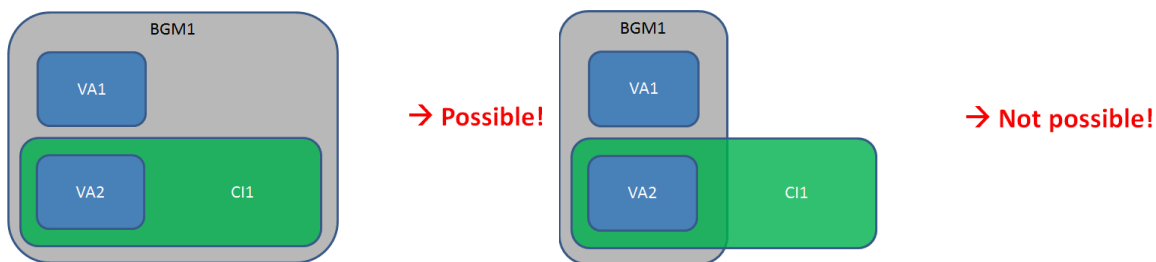 BGM1
VA1
→ Possible!
VA2
CI1
BGM1
VA1
→ Not possible!
VA2
CI1